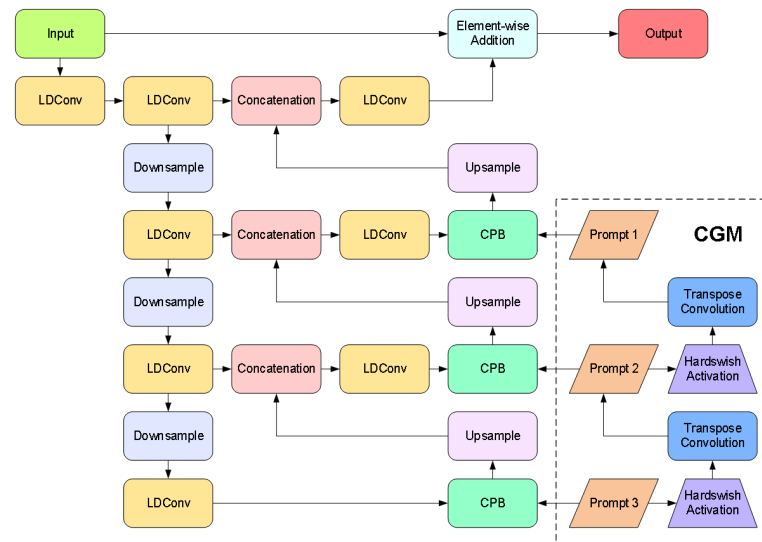 Input
Element-wise
Addition
Output
LDConv
LDConv
Concatenation
LDConv
Downsample
Upsample
LDConv
Concatenation
LDConv
CPB
Prompt 1
CGM
Downsample
Upsample
Transpose
Convolution
LDConv
Concatenation
LDConv
CPB
Prompt 2
Hardswish
Activation
Downsample
Upsample
Transpose
Convolution
LDConv
CPB
Prompt 3
Hardswish
Activation